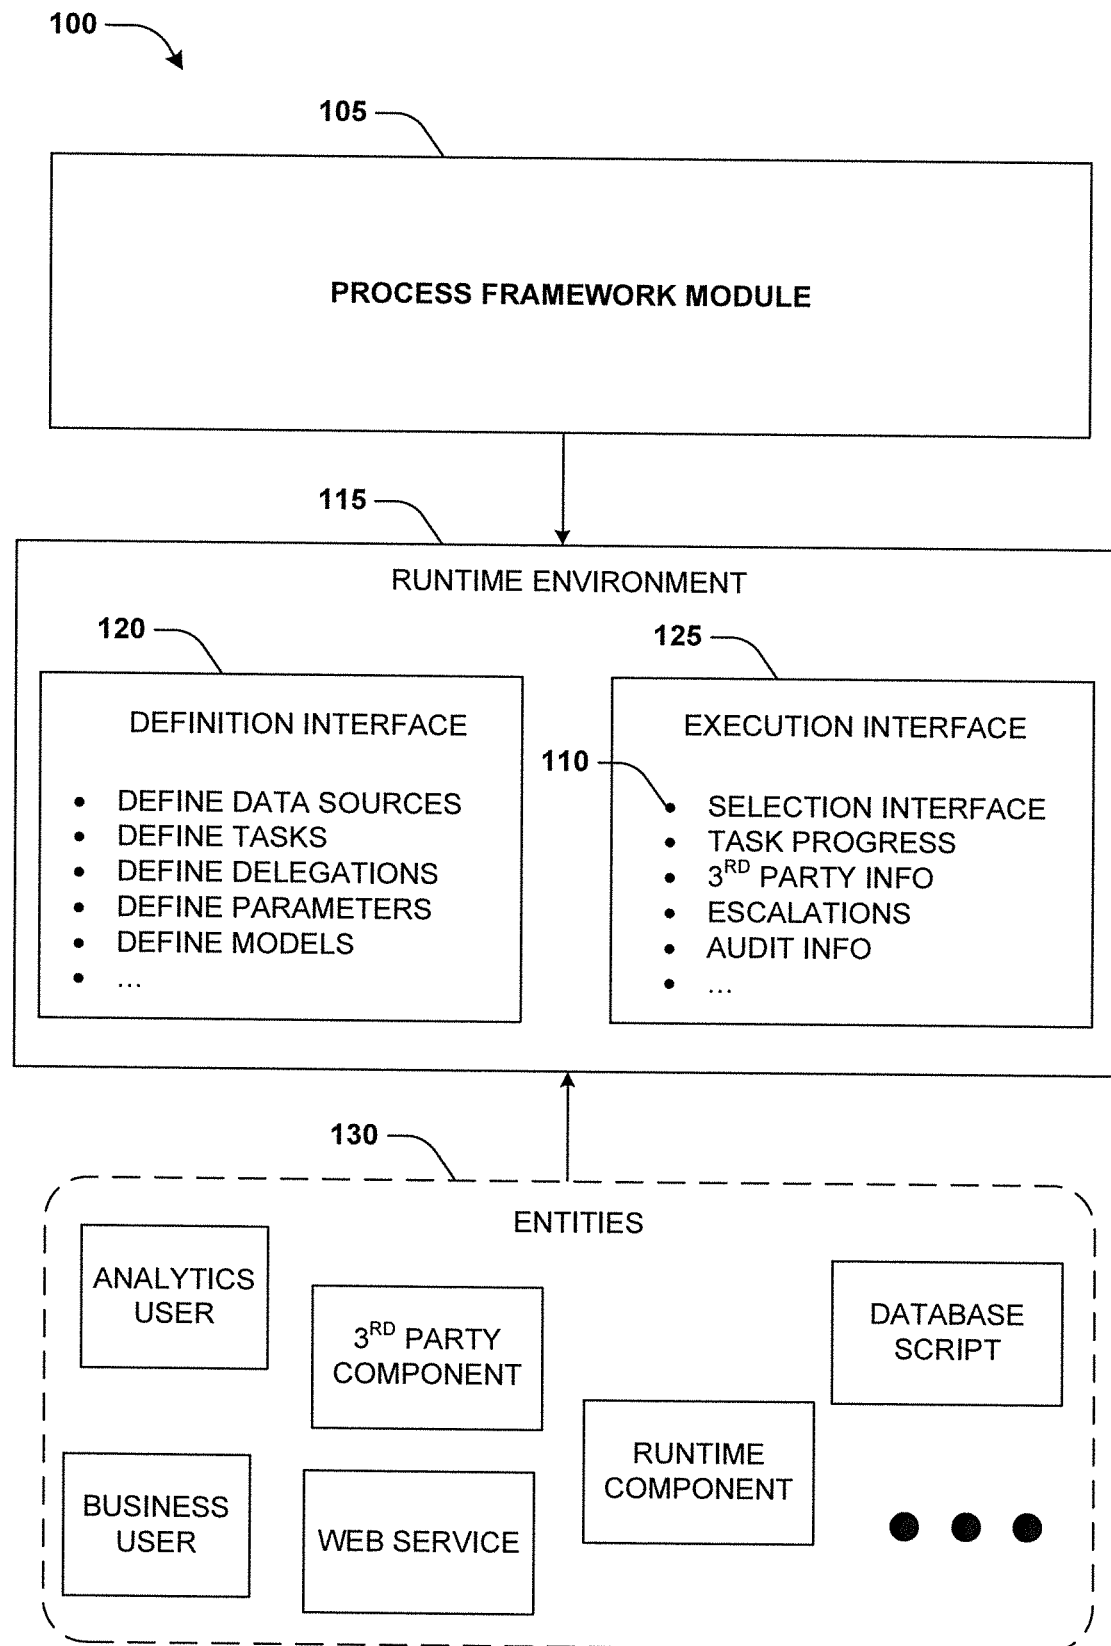 100
105
PROCESS FRAMEWORK MODULE
115
RUNTIME ENVIRONMENT
120
DEFINITION INTERFACE
• DEFINE DATA SOURCES
• DEFINE TASKS
• DEFINE DELEGATIONS
• DEFINE PARAMETERS
• DEFINE MODELS
• ...
125
EXECUTION INTERFACE
110
• SELECTION INTERFACE
• TASK PROGRESS
• 3RD PARTY INFO
• ESCALATIONS
• AUDIT INFO
• ...
130
ENTITIES
ANALYTICS
USER
3RD PARTY
COMPONENT
DATABASE
SCRIPT
RUNTIME
COMPONENT
BUSINESS
USER
WEB SERVICE